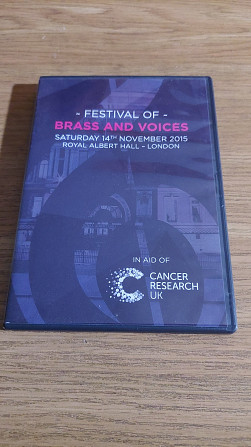 - FESTIVAL OF -
BRASS AND VOICES
SATURDAY 14TH NOVEMBER 2015
ROYAL ALBERT HALL - LONDON
IN AID OF
CANCER
RESEARCH
UK